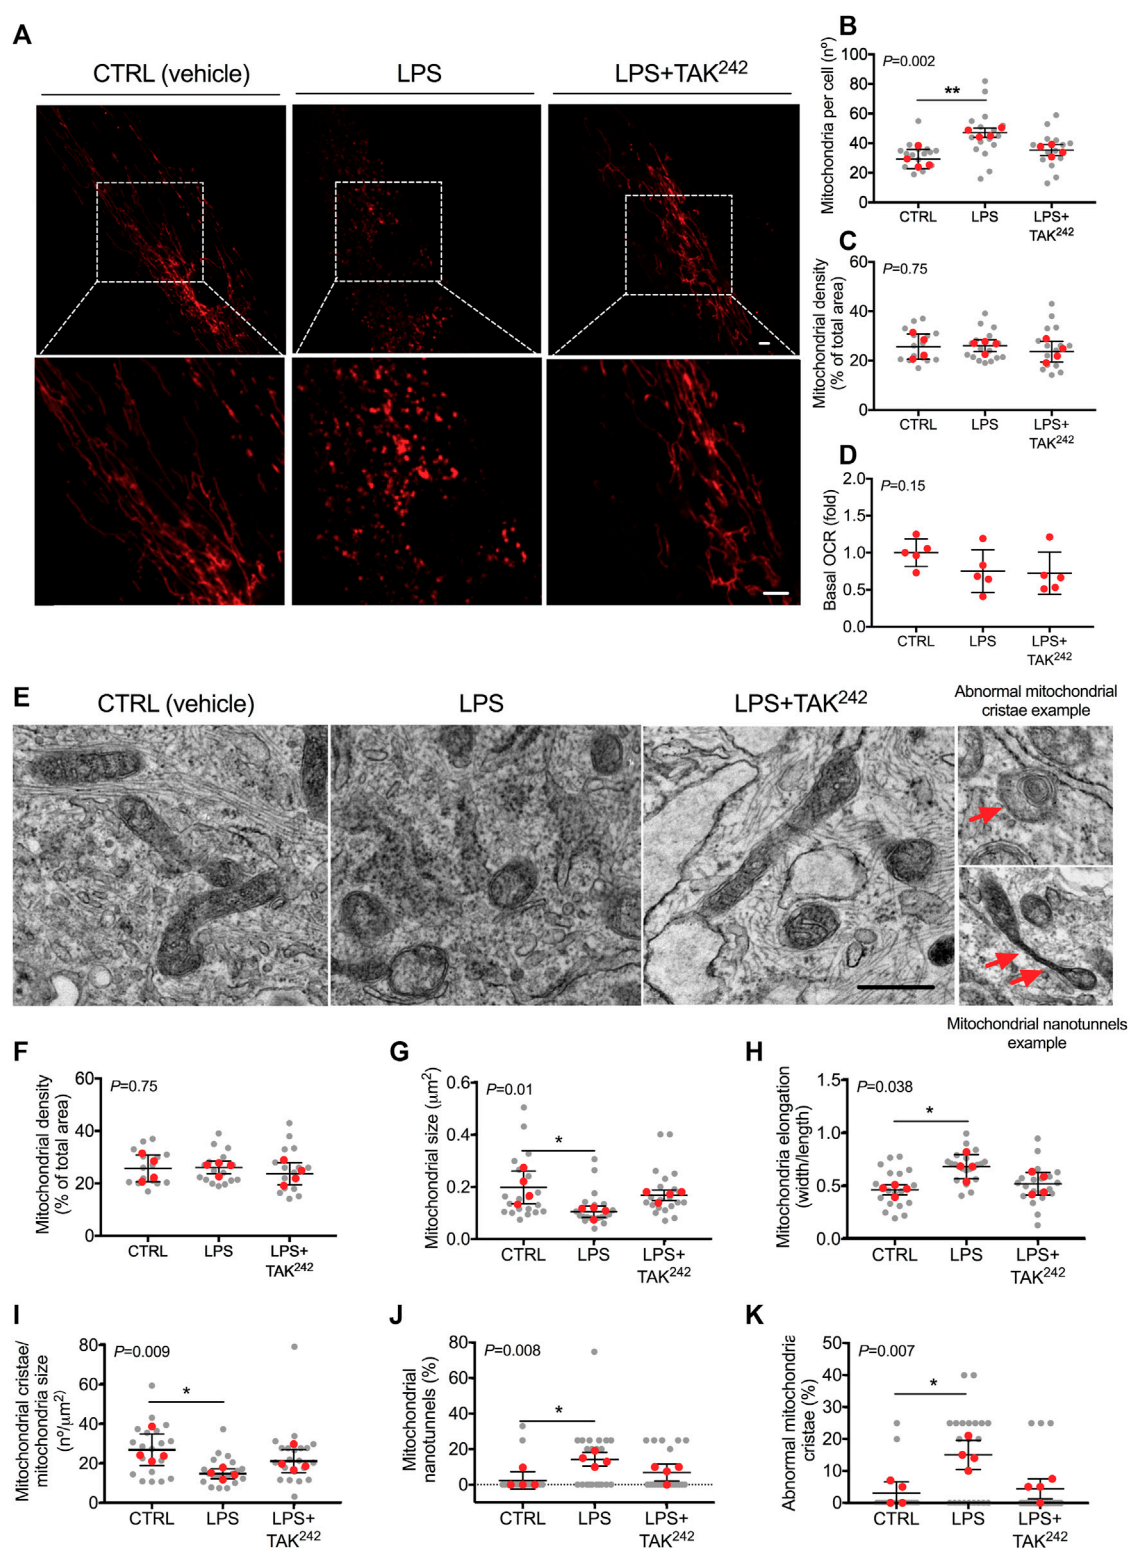 A
CTRL (vehicle)
LPS
LPS+TAK242
B
Mitochondria per cell (nº)
100
80
60
40
20
0
P=0.002
**
CTRL
LPS
LPS+
TAK242
C
Mitochondrial density
(% of total area)
60
40
20
0
P=0.75
CTRL
LPS
LPS+
TAK242
D
Basal OCR (fold)
2.0
1.5
1.0
0.5
0.0
P=0.15
CTRL
LPS
LPS+
TAK242
E
CTRL (vehicle)
LPS
LPS+TAK242
Abnormal mitochondrial
cristae example
Mitochondrial nanotunnels
example
F
Mitochondrial density
(% of total area)
60
40
20
0
P=0.75
CTRL
LPS
LPS+
TAK242
G
Mitochondrial size (μm2)
0.6
0.4
0.2
0.0
P=0.01
*
CTRL
LPS
LPS+
TAK242
H
Mitochondria elongation
(width/length)
1.5
1.0
0.5
0.0
P=0.038
*
CTRL
LPS
LPS+
TAK242
I
Mitochondrial cristae/
mitochondria size
(nº/μm2)
80
60
40
20
0
P=0.009
*
CTRL
LPS
LPS+
TAK242
J
Mitochondrial
nanotunnels (%)
80
60
40
20
0
P=0.008
*
CTRL
LPS
LPS+
TAK242
K
Abnormal mitochondria
cristae (%)
50
40
30
20
10
0
P=0.007
*
CTRL
LPS
LPS+
TAK242